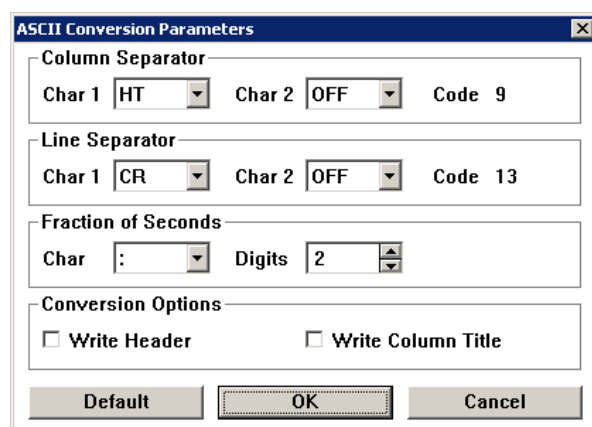 ASCII Conversion Parameters
Column Separator
Char 1 HT Char 2 OFF Code 9
Line Separator
Char 1 CR Char 2 OFF Code 13
Fraction of Seconds
Char : Digits 2
Conversion Options
Write Header Write Column Title
Default OK Cancel